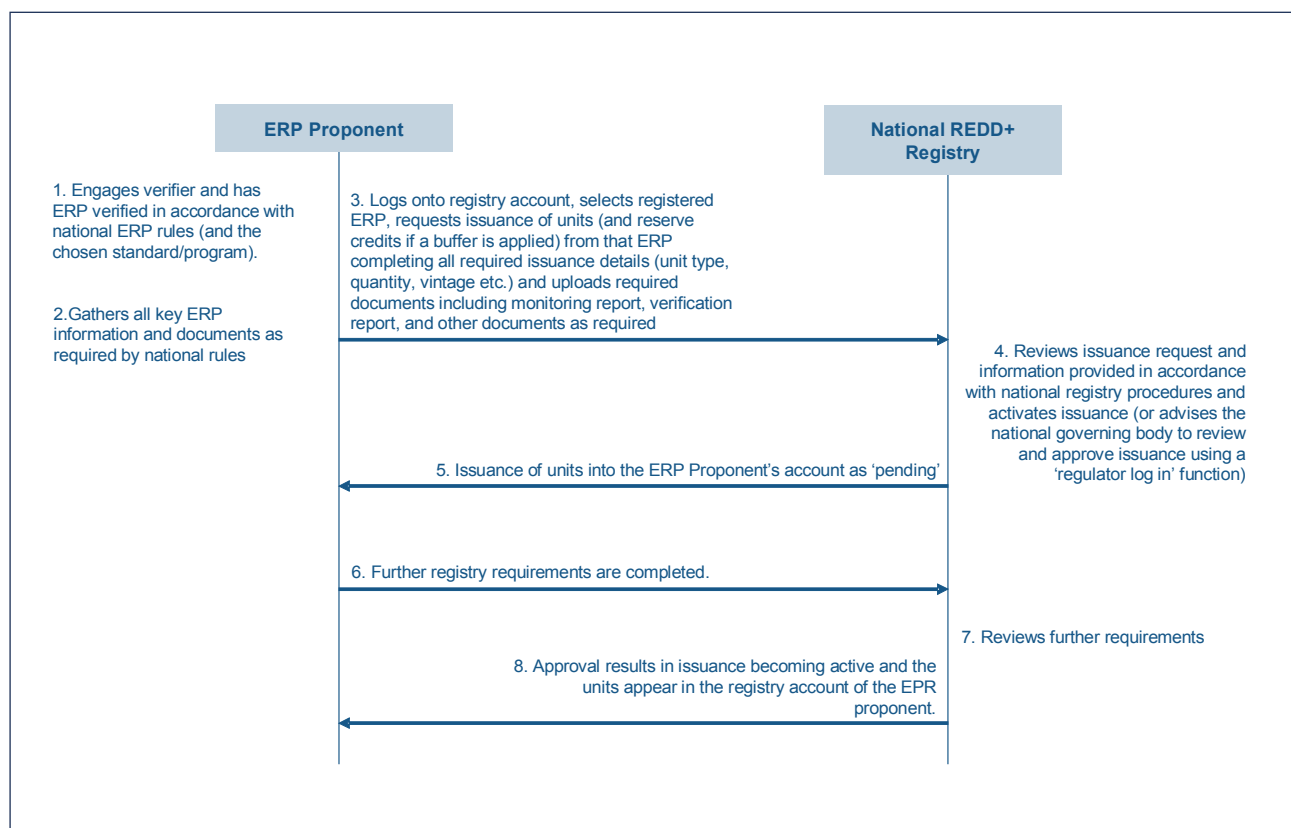 ERP Proponent
National REDD+
Registry
1. Engages verifier and has
ERP verified in accordance with
national ERP rules (and the
chosen standard/program).
2.Gathers all key ERP
information and documents as
required by national rules
3. Logs onto registry account, selects registered
ERP, requests issuance of units (and reserve
credits if a buffer is applied) from that ERP
completing all required issuance details (unit type,
quantity, vintage etc.) and uploads required
documents including monitoring report, verification
report, and other documents as required
4. Reviews issuance request and
information provided in accordance
with national registry procedures and
activates issuance (or advises the
national governing body to review
and approve issuance using a
‘regulator log in’ function)
5. Issuance of units into the ERP Proponent’s account as ‘pending’
6. Further registry requirements are completed.
7. Reviews further requirements
8. Approval results in issuance becoming active and the
units appear in the registry account of the EPR
proponent.